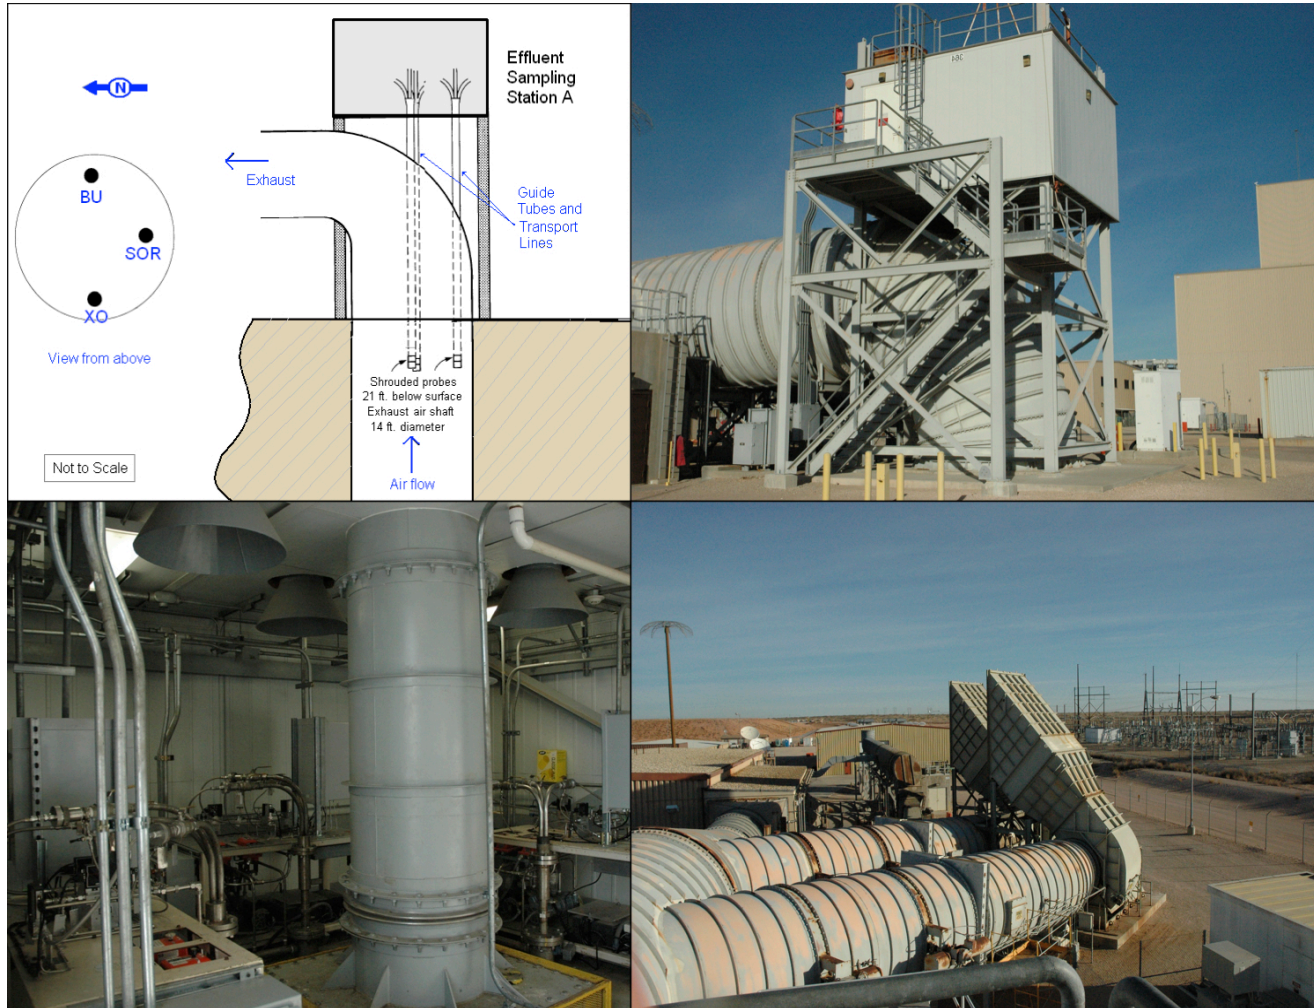 Effluent
Sampling
Station A
N
Exhaust
BU
SOR
XO
Guide
Tubes and
Transport
Lines
View from above
Shrouded probes
21 ft. below surface
Exhaust air shaft
14 ft. diameter
Not to Scale
Air flow